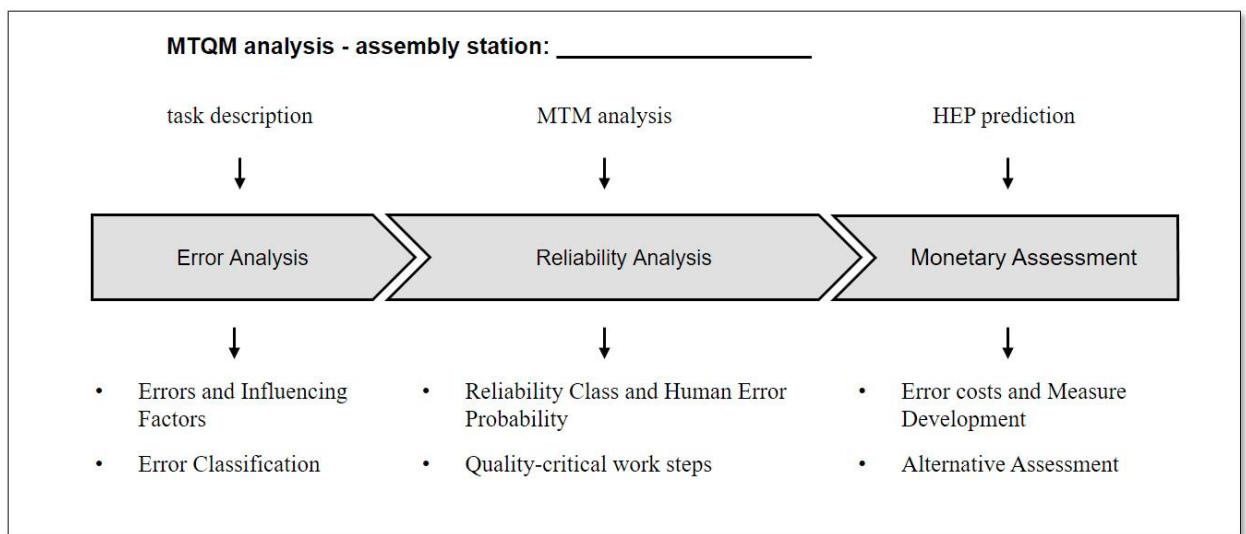 MTQM analysis - assembly station: ____________________
task description
MTM analysis
HEP prediction
Error Analysis
Reliability Analysis
Monetary Assessment
• Errors and Influencing
Factors
• Error Classification
• Reliability Class and Human Error
Probability
• Quality-critical work steps
• Error costs and Measure
Development
• Alternative Assessment